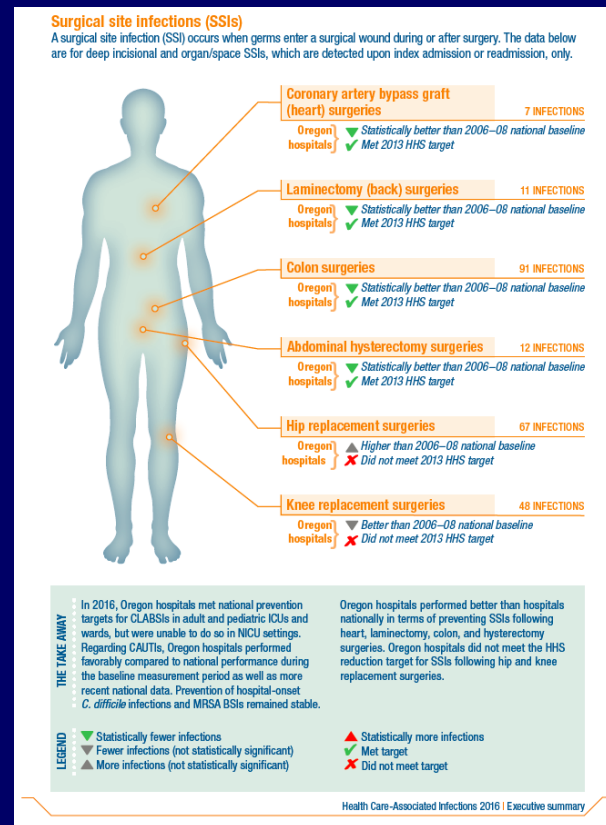 Surgical site infections (SSIs)
A surgical site infection (SSI) occurs when germs enter a surgical wound during or after surgery. The data below
are for deep incisional and organ/space SSIs, which are detected upon index admission or readmission, only.
Coronary artery bypass graft
(heart) surgeries
7 INFECTIONS
Oregon hospitals} ▼ Statistically better than 2006–08 national baseline
✔ Met 2013 HHS target
Laminectomy (back) surgeries
11 INFECTIONS
Oregon hospitals} ▼ Statistically better than 2006–08 national baseline
✔ Met 2013 HHS target
Colon surgeries
91 INFECTIONS
Oregon hospitals} ▼ Statistically better than 2006–08 national baseline
✔ Met 2013 HHS target
Abdominal hysterectomy surgeries
12 INFECTIONS
Oregon hospitals} ▼ Statistically better than 2006–08 national baseline
✔ Met 2013 HHS target
Hip replacement surgeries
67 INFECTIONS
Oregon hospitals} ▲ Higher than 2006–08 national baseline
✘ Did not meet 2013 HHS target
Knee replacement surgeries
48 INFECTIONS
Oregon hospitals} ▼ Better than 2006–08 national baseline
✘ Did not meet 2013 HHS target
THE TAKE AWAY
In 2016, Oregon hospitals met national prevention
targets for CLABSIs in adult and pediatric ICUs and
wards, but were unable to do so in NICU settings.
Regarding CAUTIs, Oregon hospitals performed
favorably compared to national performance during
the baseline measurement period as well as more
recent national data. Prevention of hospital-onset
C. difficile infections and MRSA BSIs remained stable.
Oregon hospitals performed better than hospitals
nationally in terms of preventing SSIs following
heart, laminectomy, colon, and hysterectomy
surgeries. Oregon hospitals did not meet the HHS
reduction target for SSIs following hip and knee
replacement surgeries.
LEGEND
▼ Statistically fewer infections
▼ Fewer infections (not statistically significant)
▲ More infections (not statistically significant)
▲ Statistically more infections
✔ Met target
✘ Did not meet target
Health Care-Associated Infections 2016 | Executive summary